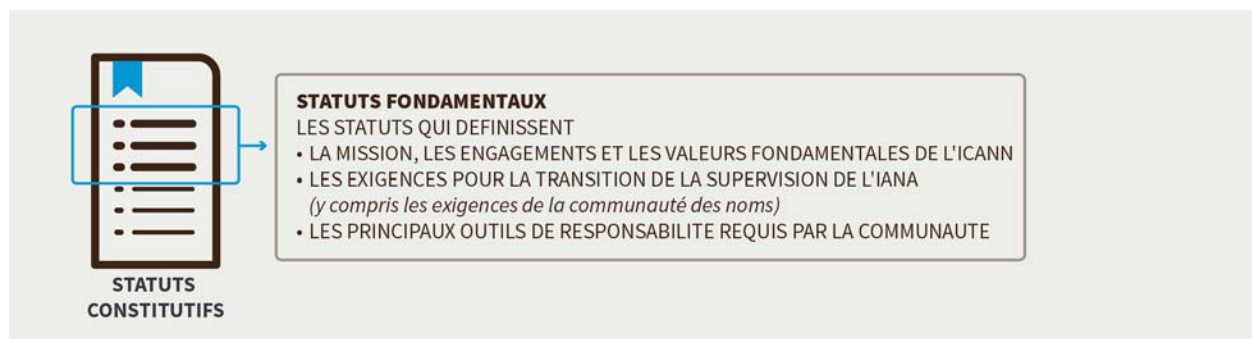 STATUTS FONDAMENTAUX
LES STATUTS QUI DEFINISSENT
• LA MISSION, LES ENGAGEMENTS ET LES VALEURS FONDAMENTALES DE L'ICANN
• LES EXIGENCES POUR LA TRANSITION DE LA SUPERVISION DE L'IANA
(y compris les exigences de la communauté des noms)
• LES PRINCIPAUX OUTILS DE RESPONSABILITE REQUIS PAR LA COMMUNAUTE
STATUTS
CONSTITUTIFS